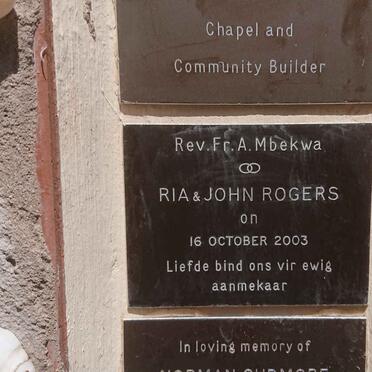 Chapel and
Community Builder
Rev. Fr. A. Mbekwa
RIA & JOHN ROGERS
on
16 OCTOBER 2003
Liefde bind ons vir ewig
aanmekaar
In loving memory of
NORMAN